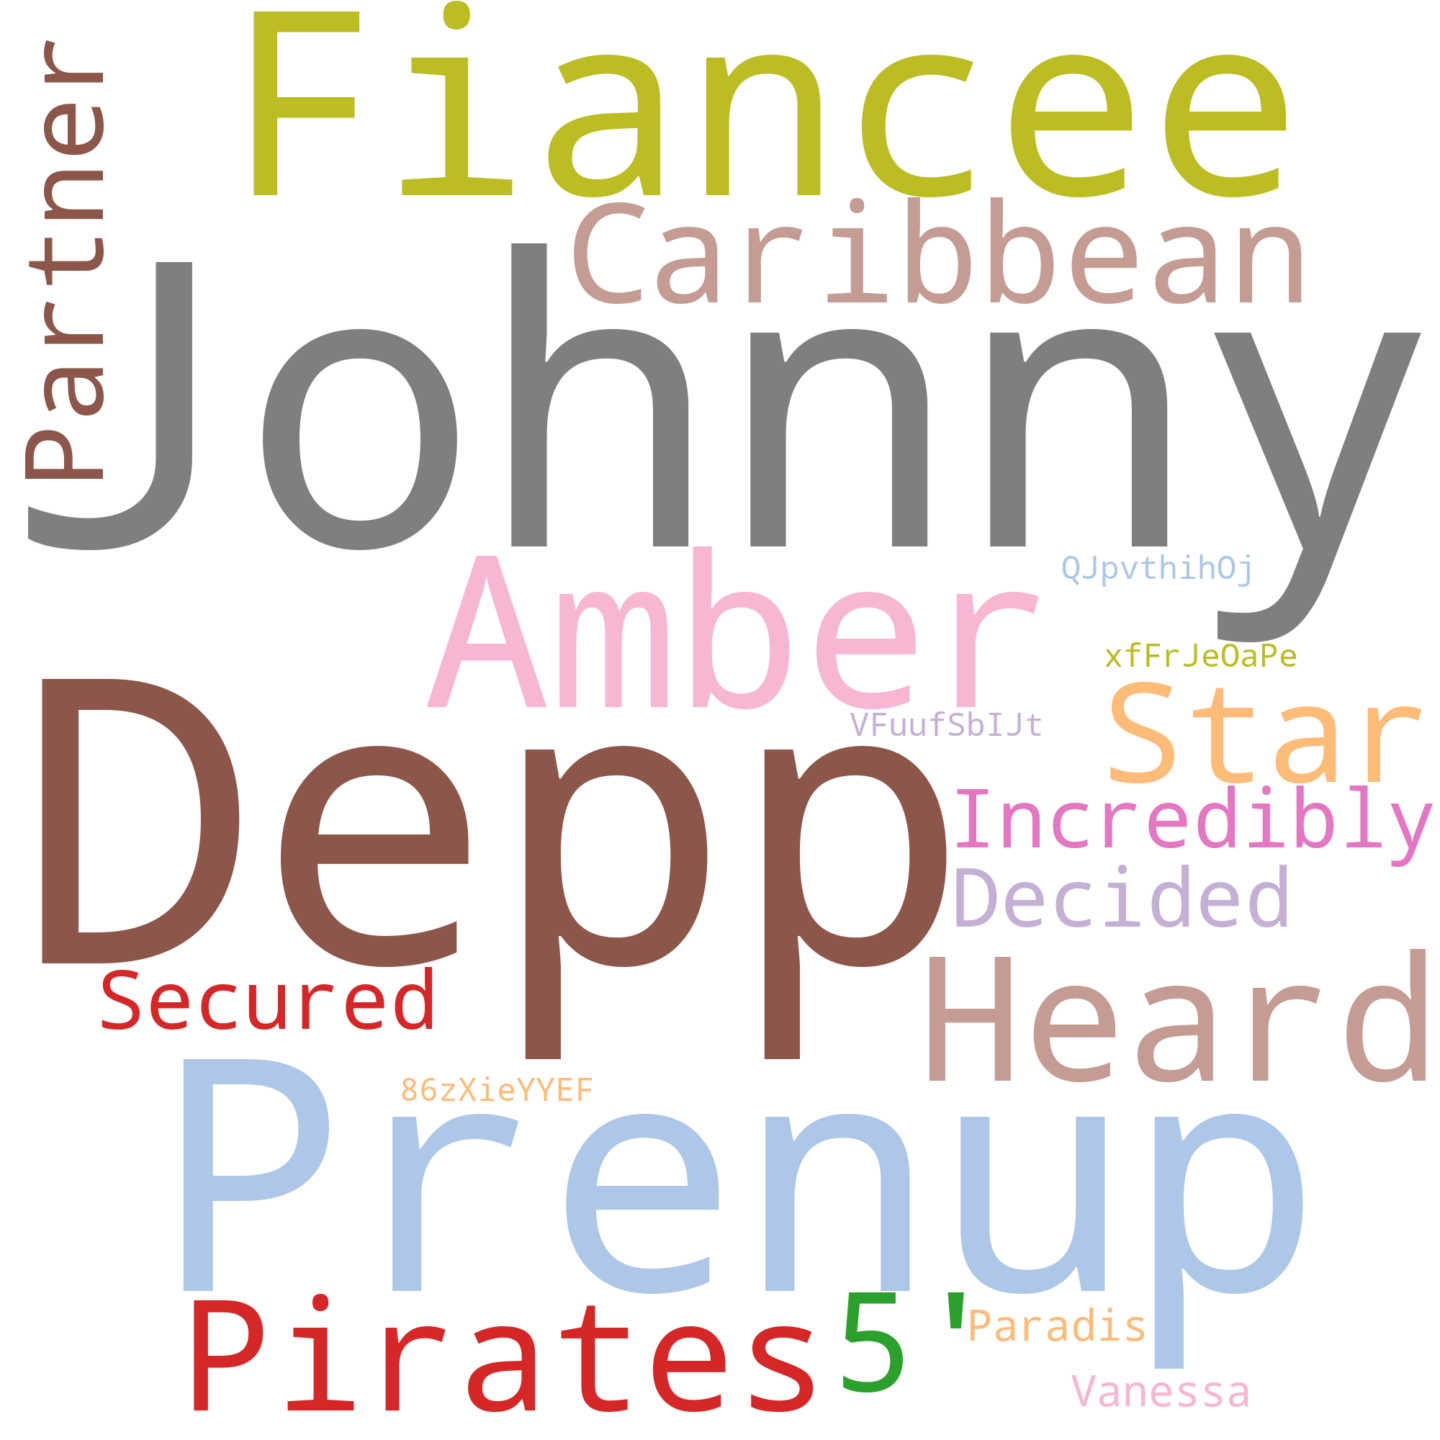 Fiancee
Partner
Caribbean
Johnny
Amber
QJpvthihOj
xfFrJeOaPe
Star
VFuufSbIJt
Depp
Incredibly
Decided
Heard
Secured
86zXieYYEF
Prenup
Pirates
5'
Paradis
Vanessa